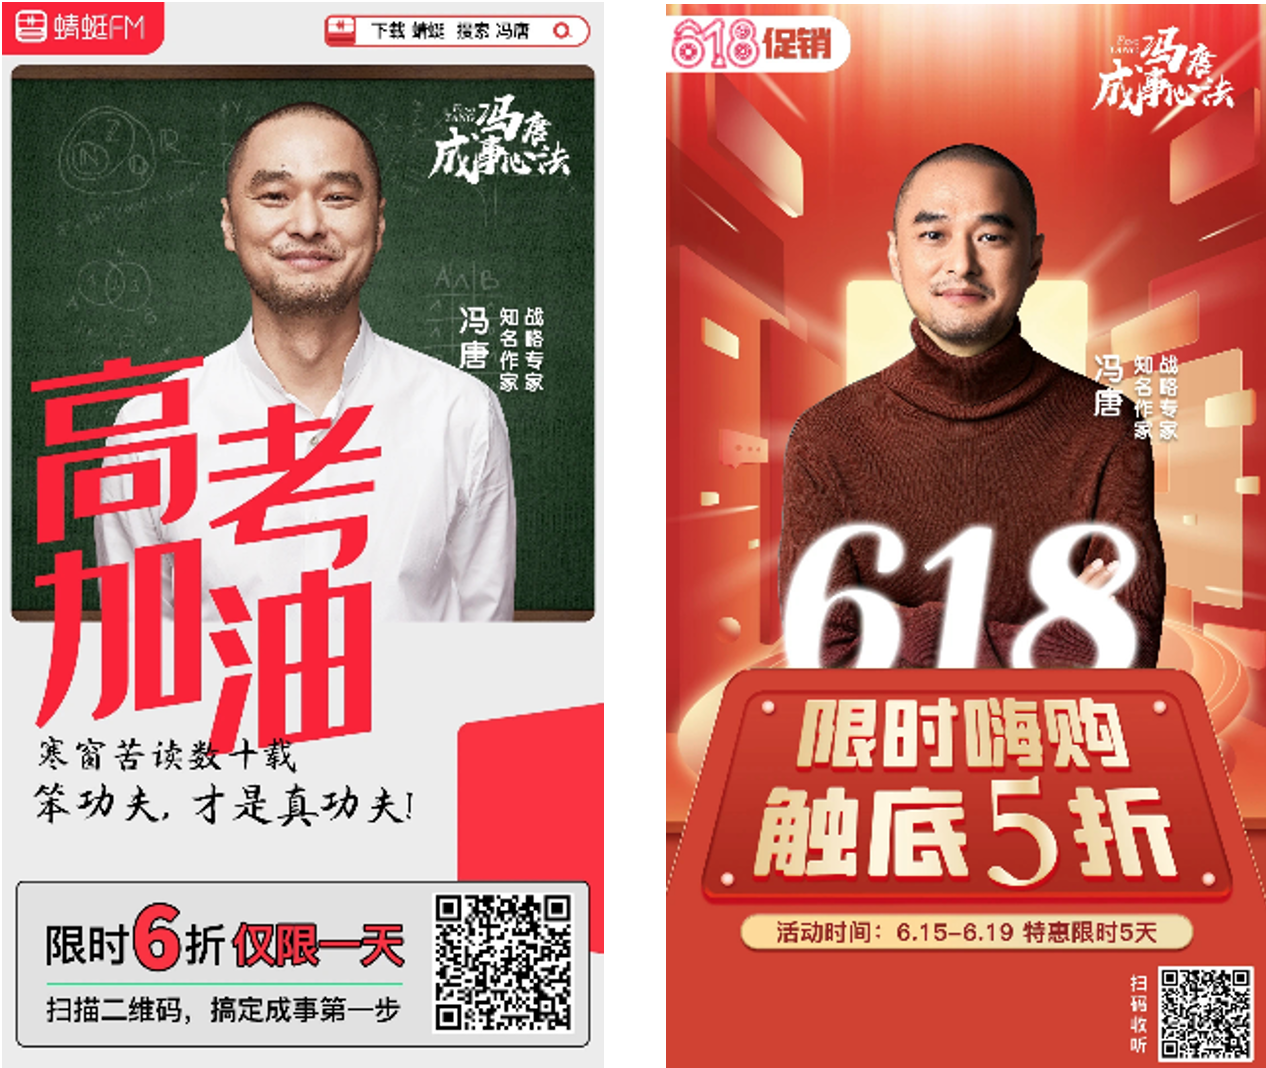 蜻蜓FM
下载 蜻蜓 搜索 冯唐
冯唐
成事心法
战略专家
知名作家
冯唐
A∧B
高考
加油
寒窗苦读数十载
笨功夫, 才是真功夫!
限时6折 仅限一天
扫描二维码, 搞定成事第一步
618 促销
冯唐
成事心法
战略专家
知名作家
冯唐
618
限时嗨购
触底5折
活动时间: 6.15-6.19 特惠限时5天
扫码收听